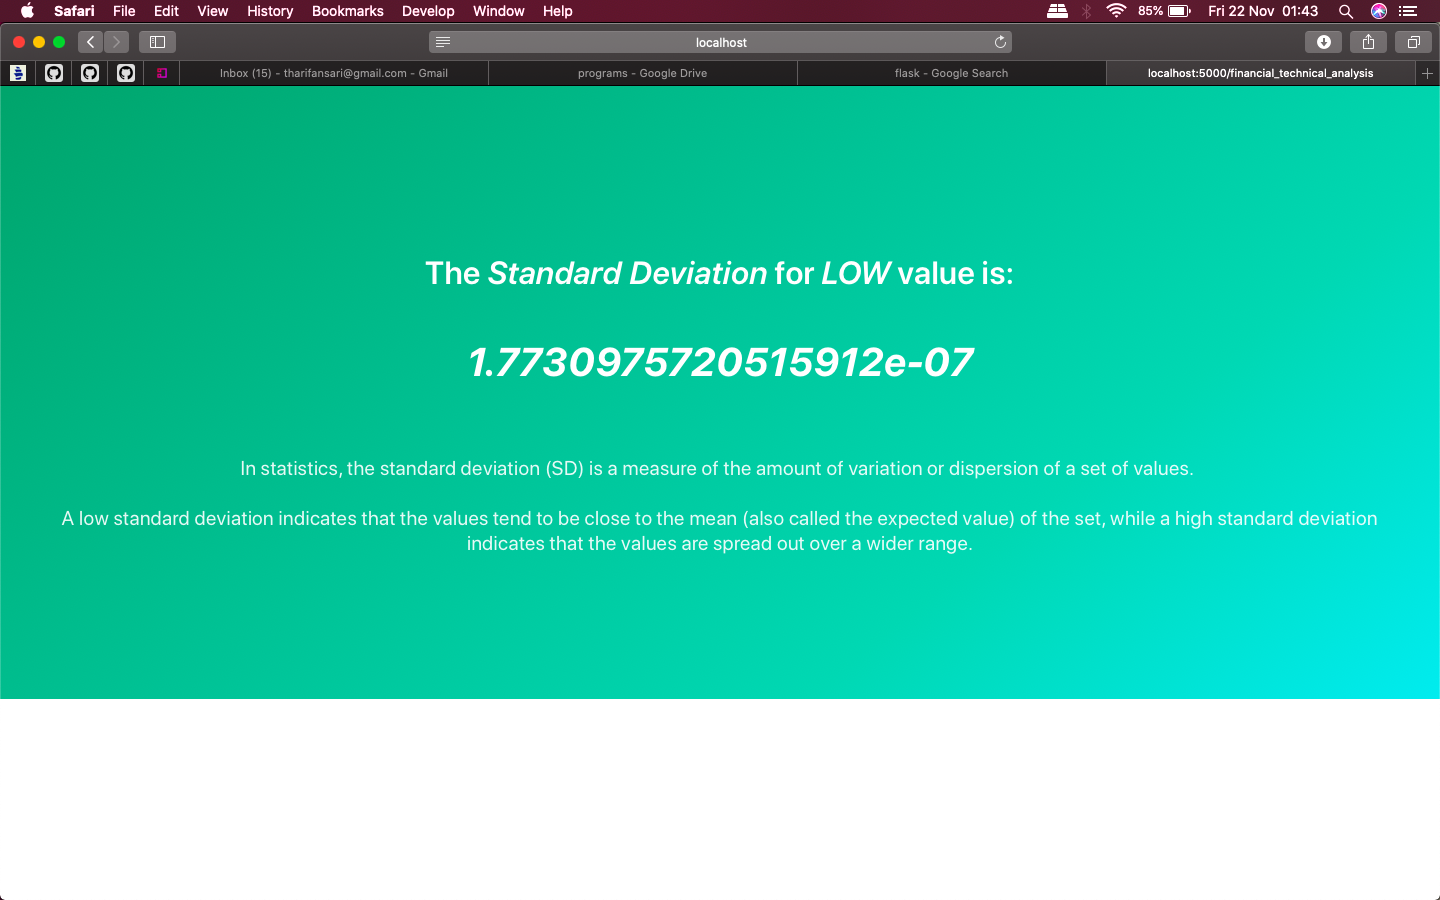 Safari File Edit View History Bookmarks Develop Window Help 85% Fri 22 Nov 01:43
localhost
Inbox (15) - tharifansari@gmail.com - Gmail programs - Google Drive flask - Google Search localhost:5000/financial_technical_analysis
The Standard Deviation for LOW value is:
1.7730975720515912e-07
In statistics, the standard deviation (SD) is a measure of the amount of variation or dispersion of a set of values.
A low standard deviation indicates that the values tend to be close to the mean (also called the expected value) of the set, while a high standard deviation
indicates that the values are spread out over a wider range.